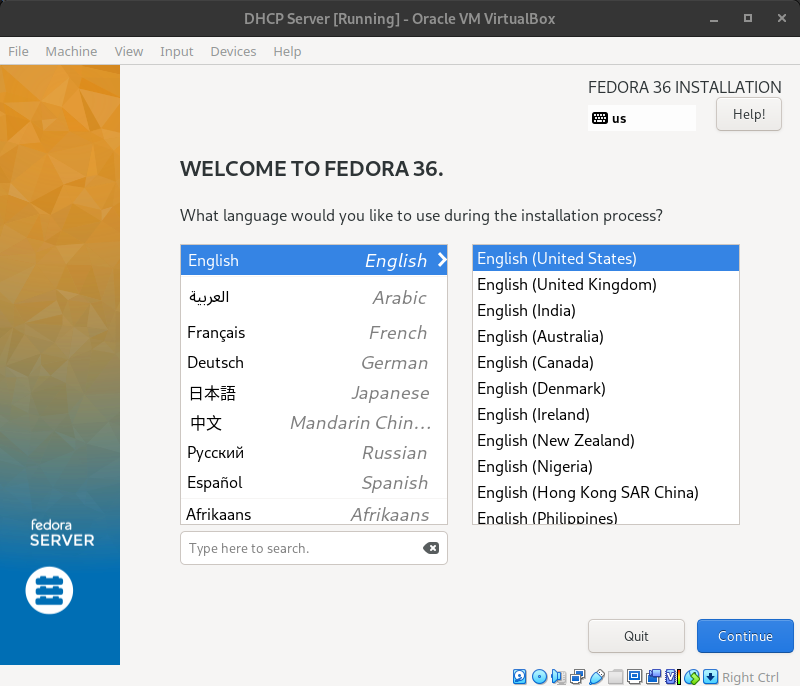 DHCP Server [Running] - Oracle VM VirtualBox
File Machine View Input Devices Help
FEDORA 36 INSTALLATION
us
Help!
WELCOME TO FEDORA 36.
What language would you like to use during the installation process?
English English
العربية Arabic
Français French
Deutsch German
日本語 Japanese
中文 Mandarin Chin…
Русский Russian
Español Spanish
Afrikaans Afrikaans
Type here to search.
English (United States)
English (United Kingdom)
English (India)
English (Australia)
English (Canada)
English (Denmark)
English (Ireland)
English (New Zealand)
English (Nigeria)
English (Hong Kong SAR China)
English (Philippines)
fedora
SERVER
Quit
Continue
Right Ctrl